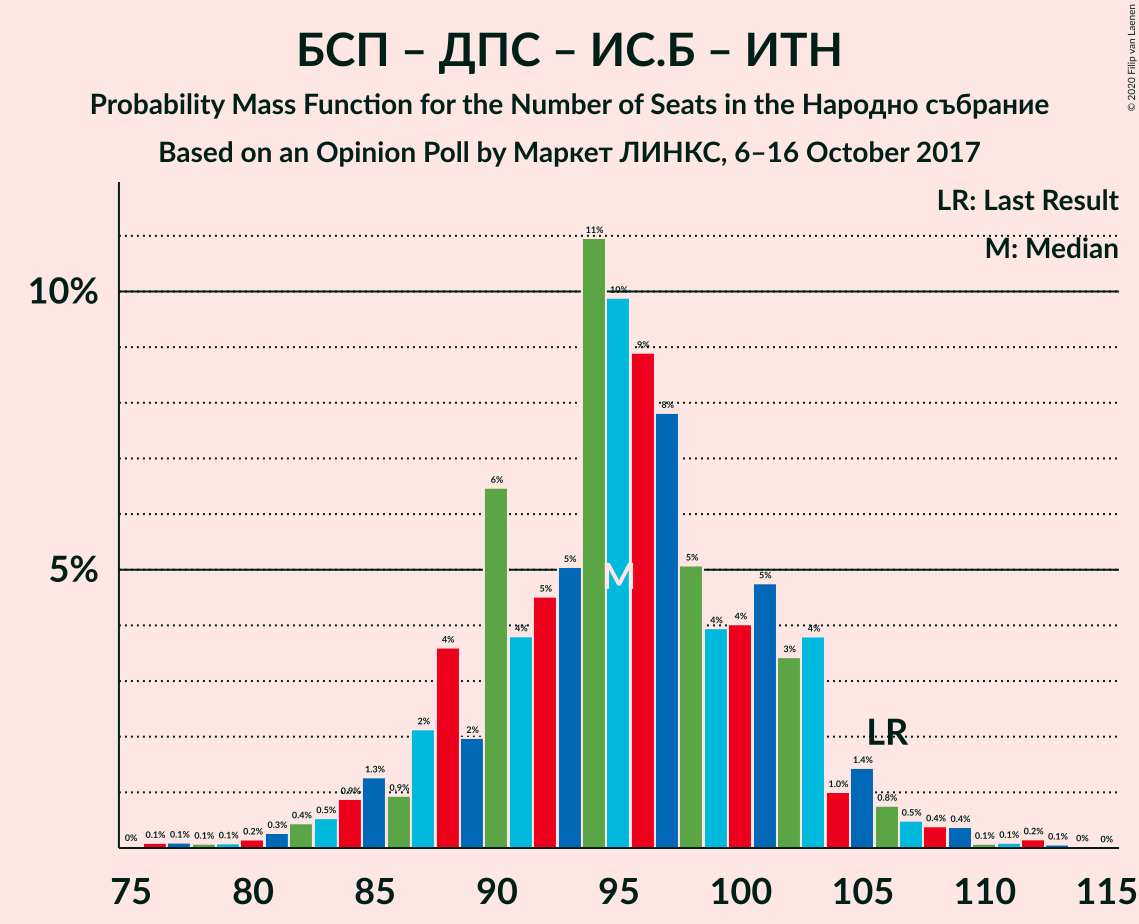 БСП – ДПС – ИС.Б – ИТН
Probability Mass Function for the Number of Seats in the Народно събрание
Based on an Opinion Poll by Маркет ЛИНКС, 6–16 October 2017
© 2020 Filip van Laenen
LR: Last Result
M: Median
10%
5%
0% 0.1% 0.1% 0.1% 0.1% 0.2% 0.3% 0.4% 0.5% 0.9% 1.3% 0.9% 2% 4% 2% 6% 4% 5% 5% 11% 10% 9% 8% 5% 4% 4% 5% 3% 4% 1.0% 1.4% 0.8% 0.5% 0.4% 0.4% 0.1% 0.1% 0.2% 0.1% 0% 0%
M
LR
75 80 85 90 95 100 105 110 115